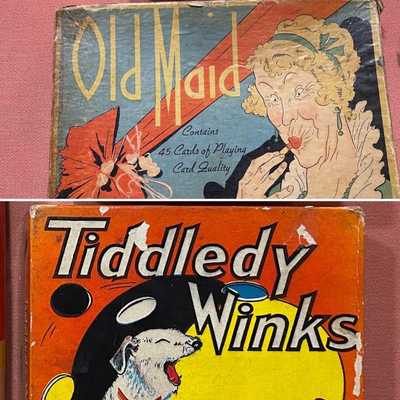 Old Maid
Contains
45 Cards of Playing
Card Quality
Tiddledy
Winks